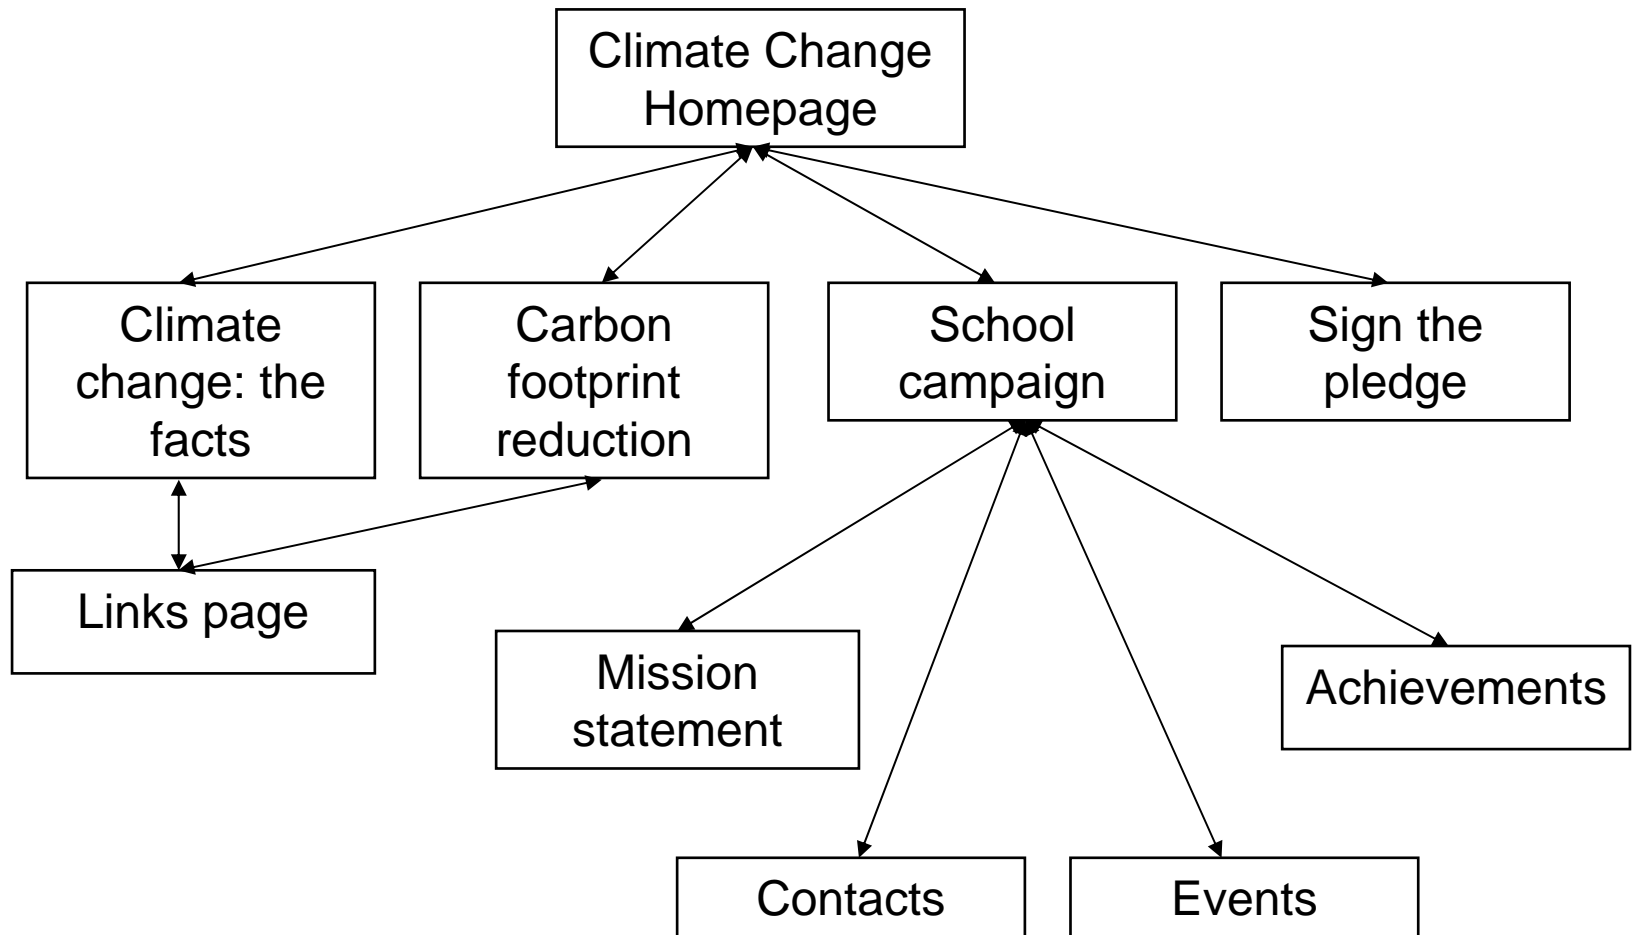 Climate Change
Homepage
Climate
change: the
facts
Carbon
footprint
reduction
School
campaign
Sign the
pledge
Links page
Mission
statement
Achievements
Contacts
Events